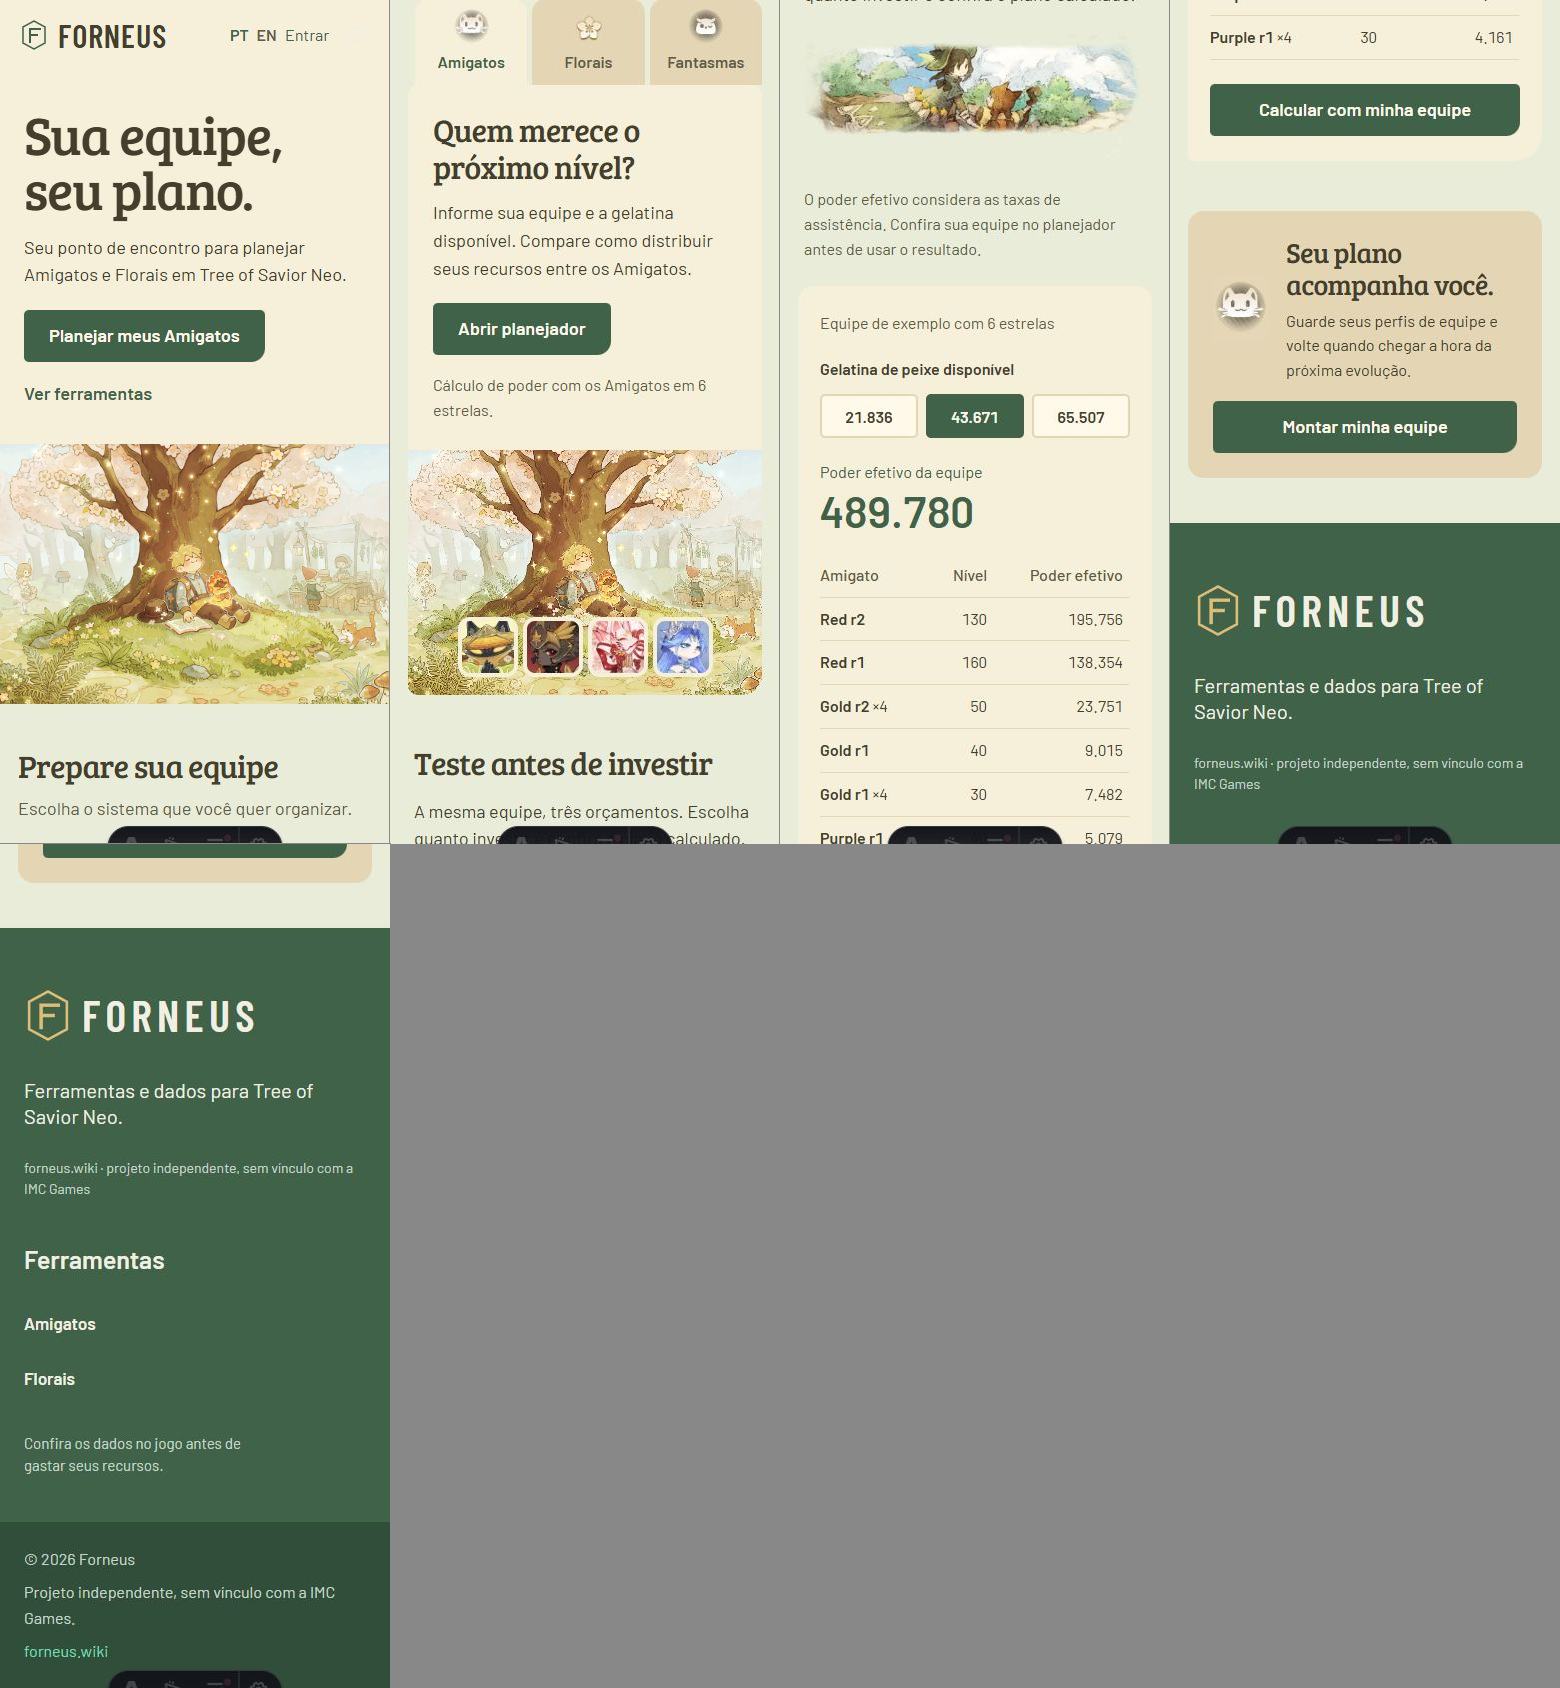 FORNEUS
PT EN Entrar
Sua equipe,
seu plano.
Seu ponto de encontro para planejar
Amigatos e Florais em Tree of Savior Neo.
Planejar meus Amigatos
Ver ferramentas
Prepare sua equipe
Escolha o sistema que você quer organizar.
Amigatos
Florais
Fantasmas
Quem merece o
próximo nível?
Informe sua equipe e a gelatina
disponível. Compare como distribuir
seus recursos entre os Amigatos.
Abrir planejador
Cálculo de poder com os Amigatos em 6
estrelas.
Teste antes de investir
A mesma equipe, três orçamentos. Escolha
calculado.
O poder efetivo considera as taxas de
assistência. Confira sua equipe no planejador
antes de usar o resultado.
Equipe de exemplo com 6 estrelas
Gelatina de peixe disponível
21.836 43.671 65.507
Poder efetivo da equipe
489.780
Amigato Nível Poder efetivo
Red r2 130 195.756
Red r1 160 138.354
Gold r2 ×4 50 23.751
Gold r1 40 9.015
Gold r1 ×4 30 7.482
Purple r1 5.079
Purple r1 ×4 30 4.161
Calcular com minha equipe
Seu plano
acompanha você.
Guarde seus perfis de equipe e
volte quando chegar a hora da
próxima evolução.
Montar minha equipe
FORNEUS
Ferramentas e dados para Tree of
Savior Neo.
forneus.wiki · projeto independente, sem vínculo com a
IMC Games
FORNEUS
Ferramentas e dados para Tree of
Savior Neo.
forneus.wiki · projeto independente, sem vínculo com a
IMC Games
Ferramentas
Amigatos
Florais
Confira os dados no jogo antes de
gastar seus recursos.
© 2026 Forneus
Projeto independente, sem vínculo com a IMC
Games.
forneus.wiki